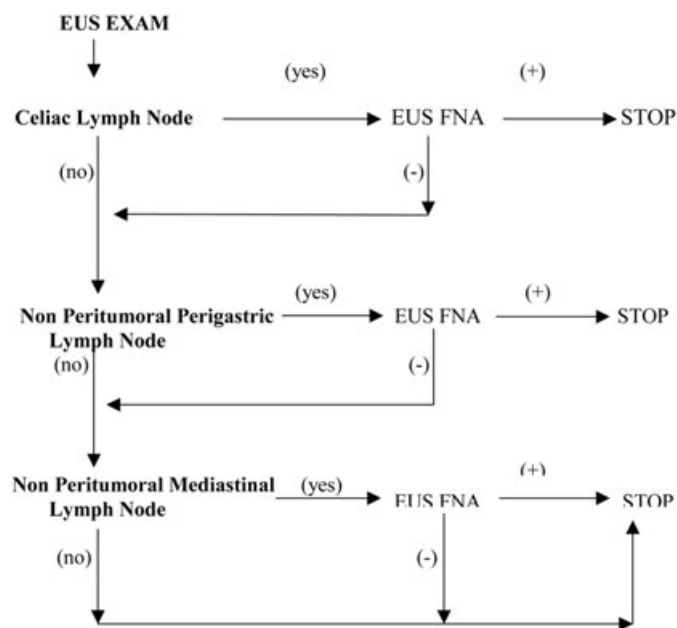 EUS EXAM
(yes)
(+)
Celiac Lymph Node
EUS FNA
STOP
(no)
(-)
(yes)
(+)
Non Peritumoral Perigastric
Lymph Node
EUS FNA
STOP
(no)
(-)
(+)
Non Peritumoral Mediastinal
Lymph Node
(yes)
EUS FNA
STOP
(no)
(-)